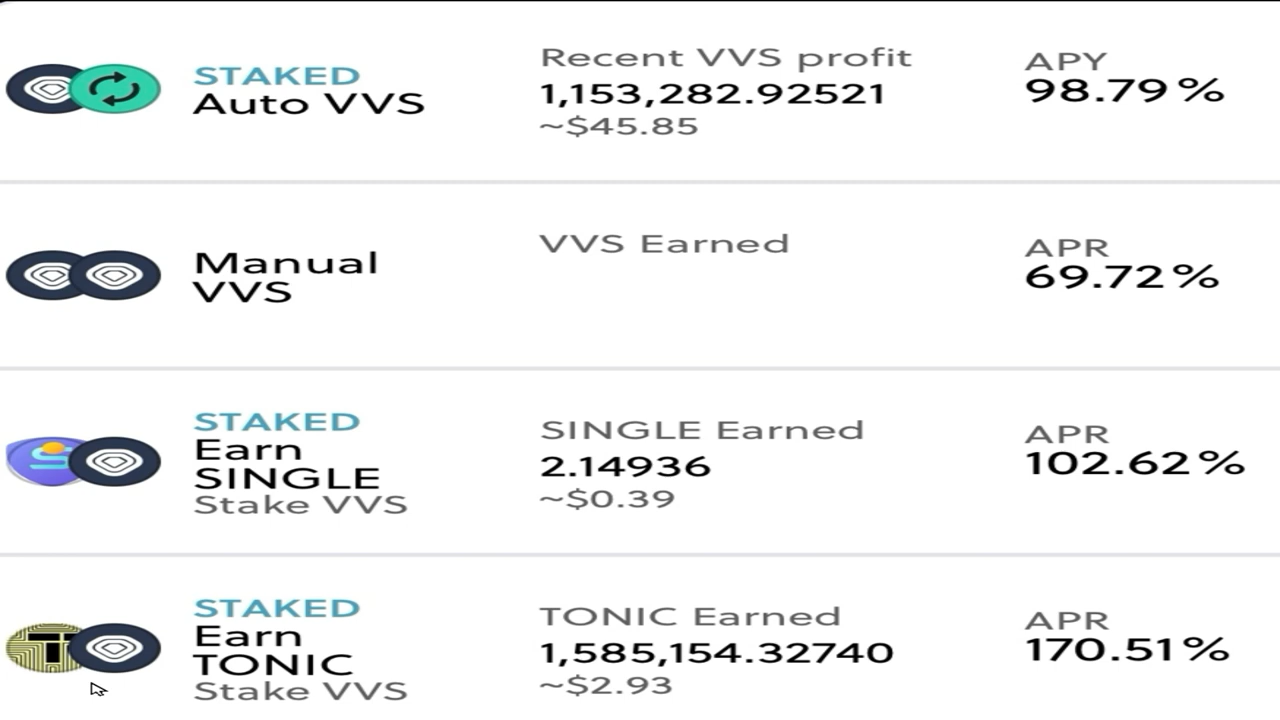 STAKED
Auto VVS
Recent VVS profit
1,153,282.92521
~$45.85
APY
98.79%
Manual
VVS
VVS Earned
APR
69.72%
STAKED
Earn
SINGLE
Stake VVS
SINGLE Earned
2.14936
~$0.39
APR
102.62%
STAKED
Earn
TONIC
Stake VVS
TONIC Earned
1,585,154.32740
~$2.93
APR
170.51%